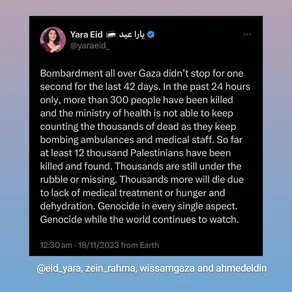 Yara Eid 🇵🇸 يارا عيد
@yaraeid_
Bombardment all over Gaza didn't stop for one
second for the last 42 days. In the past 24 hours
only, more than 300 people have been killed
and the ministry of health is not able to keep
counting the thousands of dead as they keep
bombing ambulances and medical staff. So far
at least 12 thousand Palestinians have been
killed and found. Thousands are still under the
rubble or missing. Thousands more will die due
to lack of medical treatment or hunger and
dehydration. Genocide in every single aspect.
Genocide while the world continues to watch.
12:30 am · 18/11/2023 from Earth
@eid_yara, zein_rahma, wissamgaza and ahmedeldin